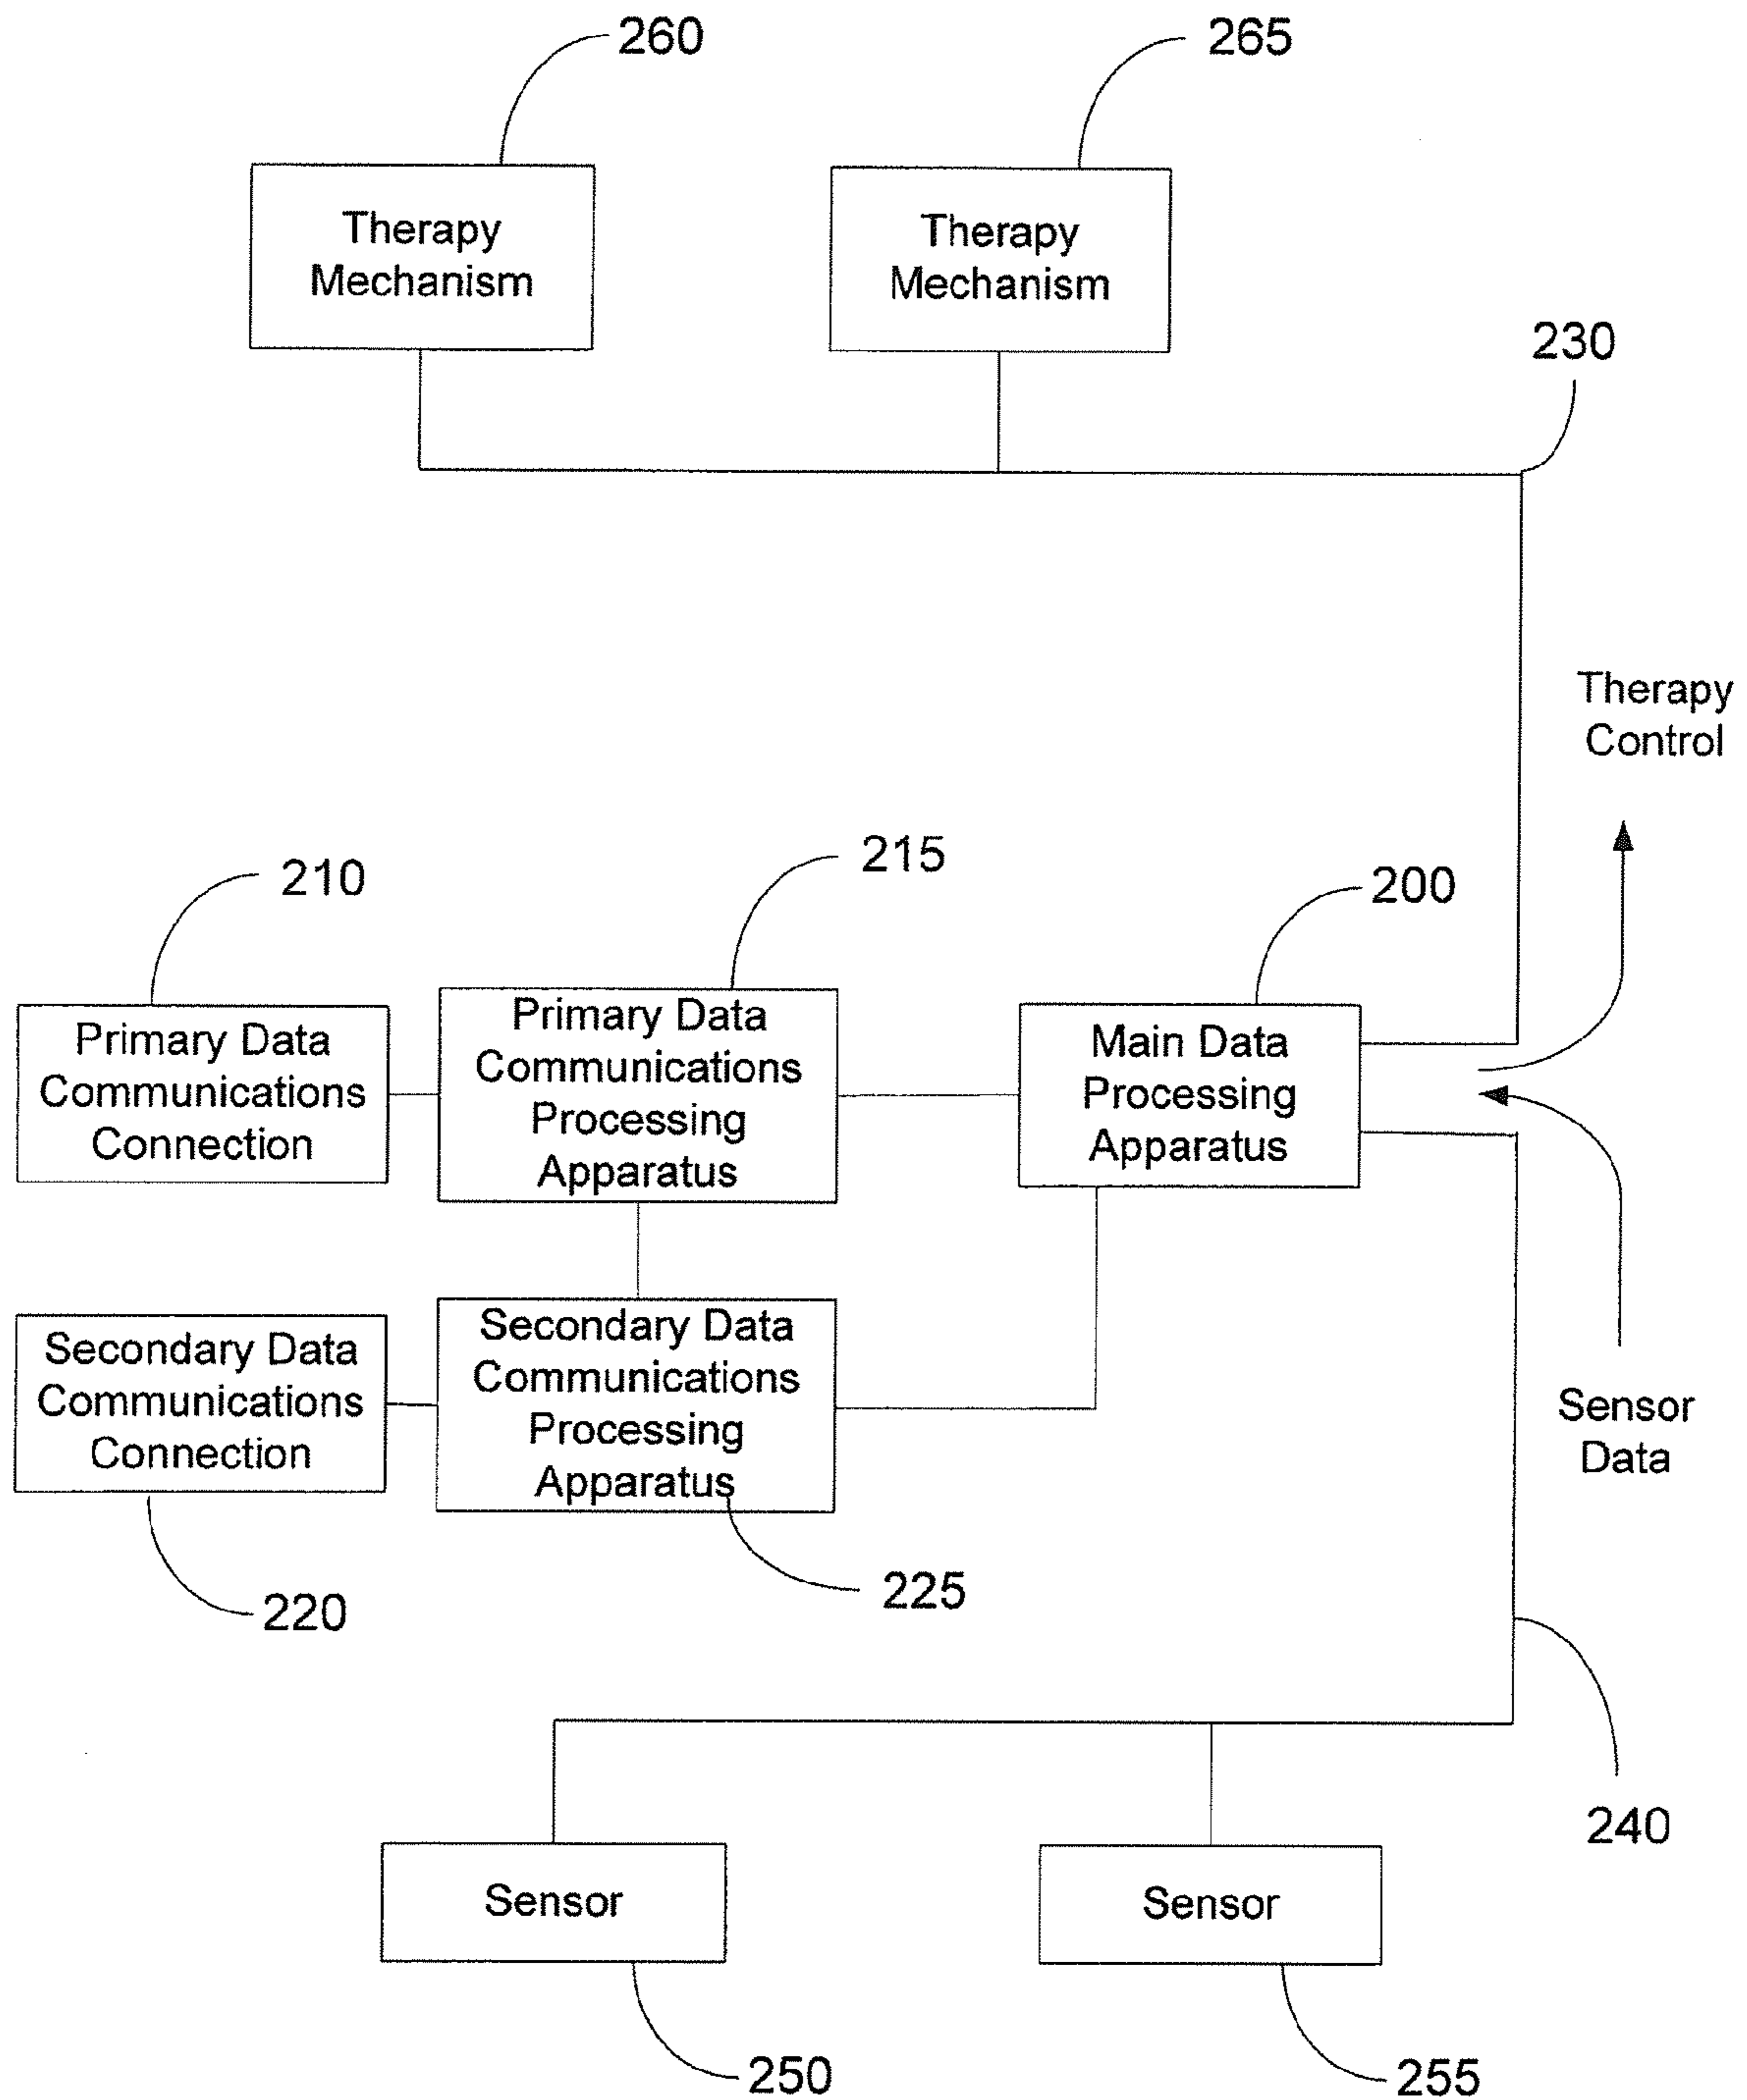 260
265
Therapy
Mechanism
Therapy
Mechanism
230
Therapy
Control
215
210
200
Primary Data
Communications
Connection
Primary Data
Communications
Processing
Apparatus
Main Data
Processing
Apparatus
Secondary Data
Communications
Connection
Secondary Data
Communications
Processing
Apparatus
Sensor
Data
225
220
240
Sensor
Sensor
250
255